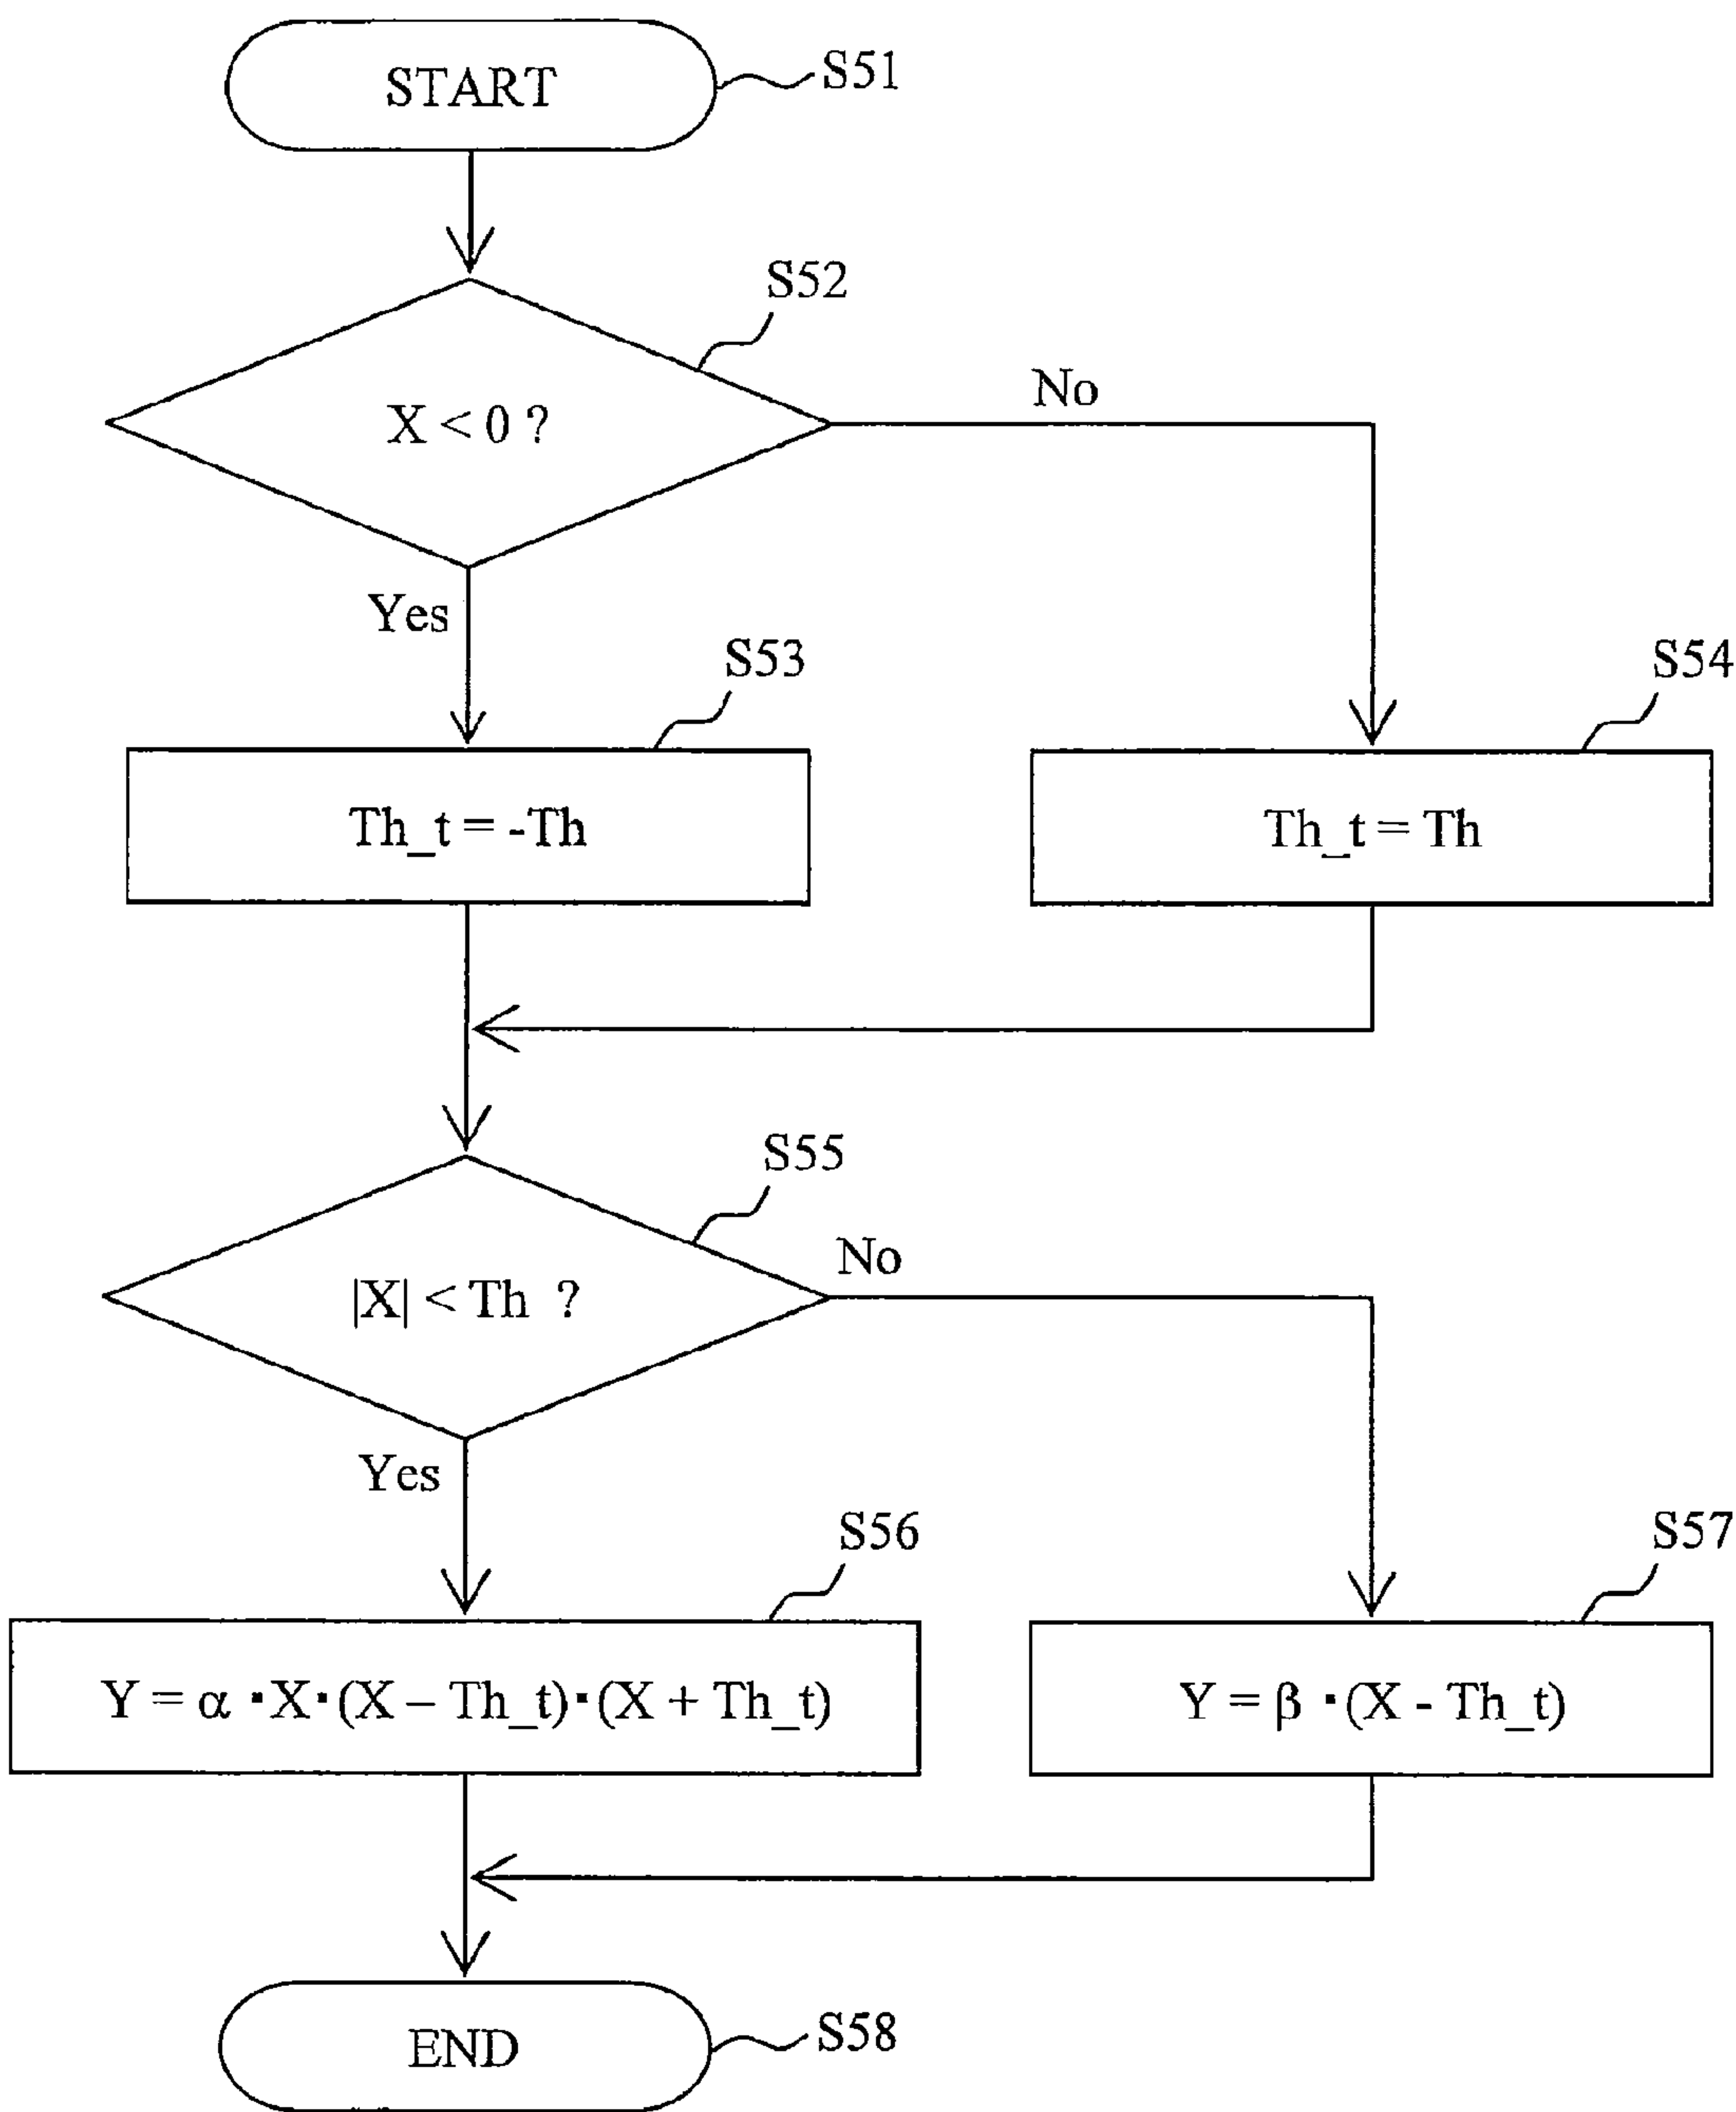 START
S51
S52
X < 0 ?
No
Yes
S53
S54
Th_t = -Th
Th_t = Th
S55
|X| < Th ?
No
Yes
S56
S57
Y = α ・X・(X – Th_t)・(X + Th_t)
Y = β ・(X - Th_t)
END
S58